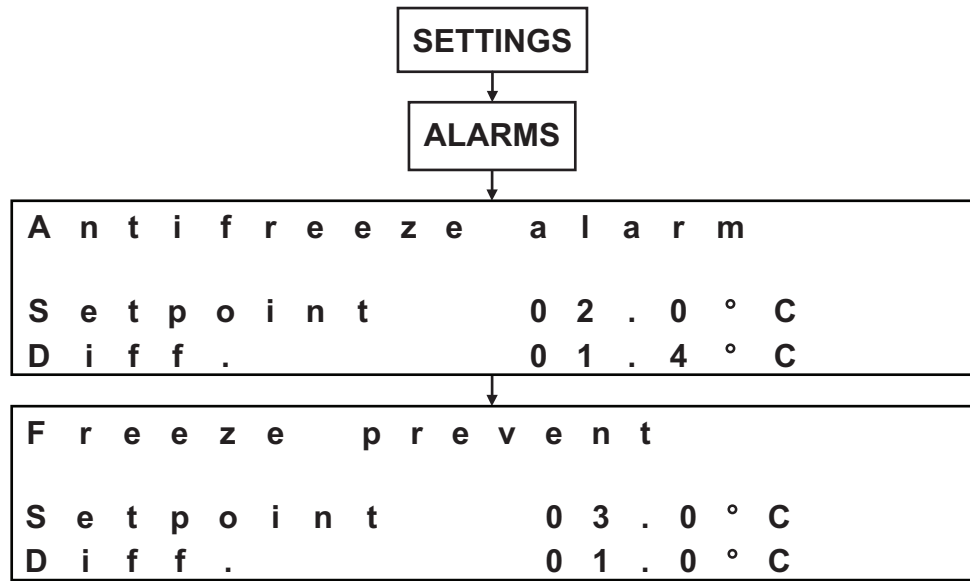 SETTINGS
ALARMS
Antifreeze alarm
Setpoint 02.0°C
Diff. 01.4°C
Freeze prevent
Setpoint 03.0°C
Diff. 01.0°C